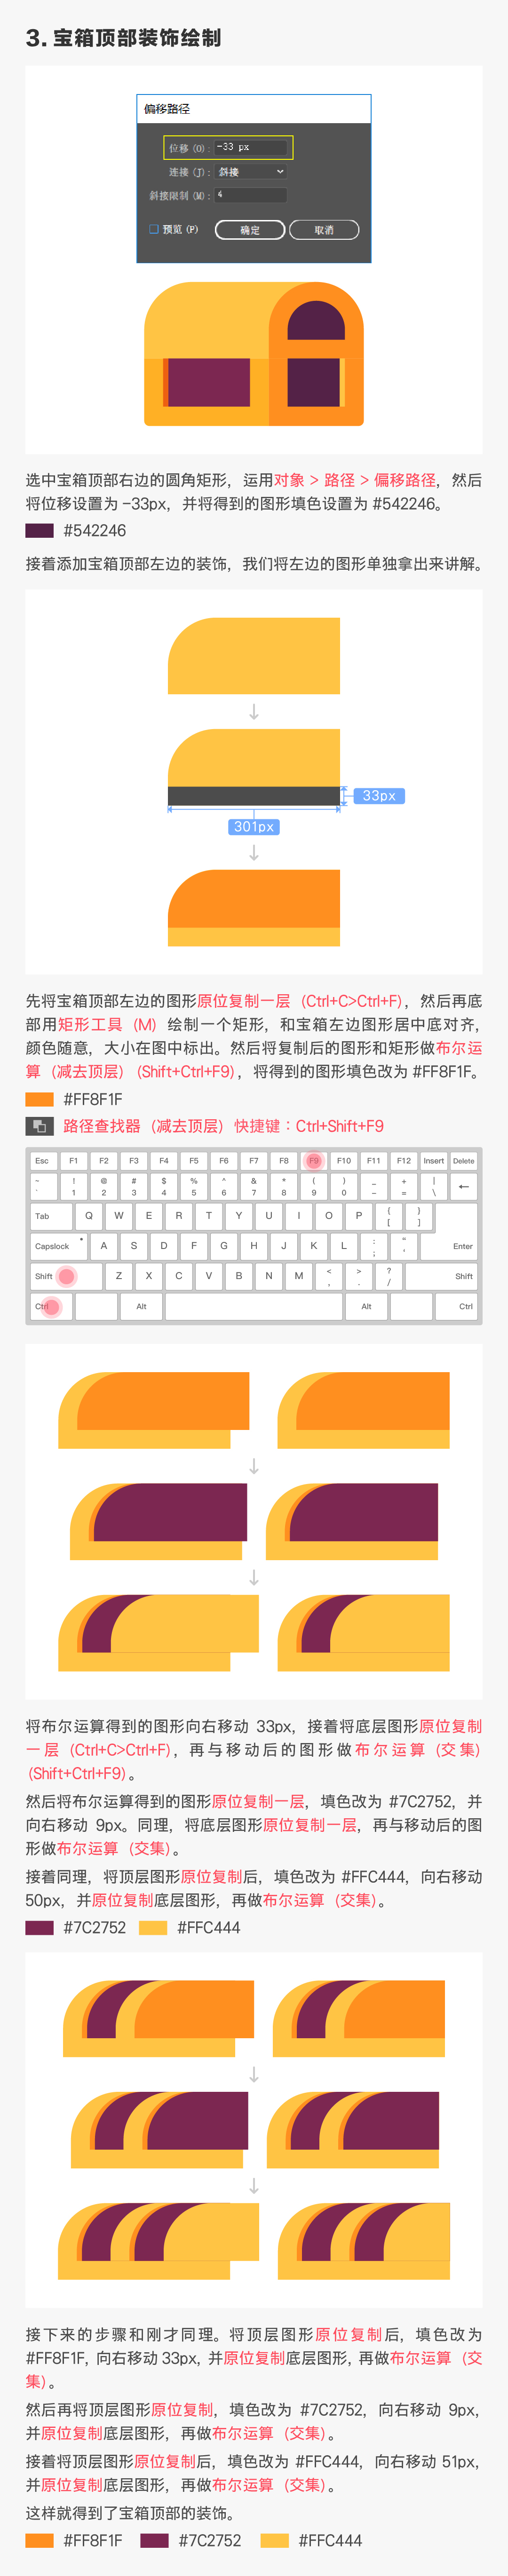 3. 宝箱顶部装饰绘制
偏移路径
位移 (O) : -33 px
连接 (J) : 斜接
斜接限制 (M) : 4
预览 (P) 确定 取消
选中宝箱顶部右边的圆角矩形，运用对象 > 路径 > 偏移路径，然后
将位移设置为 -33px，并将得到的图形填色设置为 #542246。
#542246
接着添加宝箱顶部左边的装饰，我们将左边的图形单独拿出来讲解。
↓
33px
301px
↓
先将宝箱顶部左边的图形原位复制一层（Ctrl+C>Ctrl+F），然后再底
部用矩形工具（M）绘制一个矩形，和宝箱左边图形居中底对齐，
颜色随意，大小在图中标出。然后将复制后的图形和矩形做布尔运
算（减去顶层）(Shift+Ctrl+F9)，将得到的图形填色改为 #FF8F1F。
#FF8F1F
路径查找器（减去顶层）快捷键：Ctrl+Shift+F9
Esc F1 F2 F3 F4 F5 F6 F7 F8 F9 F10 F11 F12 Insert Delete
~ ! @ # $ % ^ & * ( ) _ + |
` 1 2 3 4 5 6 7 8 9 0 - = \ ←
Tab Q W E R T Y U I O P { [ } ]
Capslock A S D F G H J K L : ; “ ‘ Enter
Shift Z X C V B N M < , > . ? / Shift
Ctrl Alt Alt Ctrl
↓
↓
将布尔运算得到的图形向右移动 33px，接着将底层图形原位复制
一层（Ctrl+C>Ctrl+F），再与移动后的图形做布尔运算（交集）
(Shift+Ctrl+F9)。
然后将布尔运算得到的图形原位复制一层，填色改为 #7C2752，并
向右移动 9px。同理，将底层图形原位复制一层，再与移动后的图
形做布尔运算（交集）。
接着同理，将顶层图形原位复制后，填色改为 #FFC444，向右移动
50px，并原位复制底层图形，再做布尔运算（交集）。
#7C2752 #FFC444
↓
↓
接下来的步骤和刚才同理。将顶层图形原位复制后，填色改为
#FF8F1F, 向右移动 33px, 并原位复制底层图形, 再做布尔运算（交
集）。
然后再将顶层图形原位复制，填色改为 #7C2752，向右移动 9px，
并原位复制底层图形，再做布尔运算（交集）。
接着将顶层图形原位复制后，填色改为 #FFC444，向右移动 51px，
并原位复制底层图形，再做布尔运算（交集）。
这样就得到了宝箱顶部的装饰。
#FF8F1F #7C2752 #FFC444